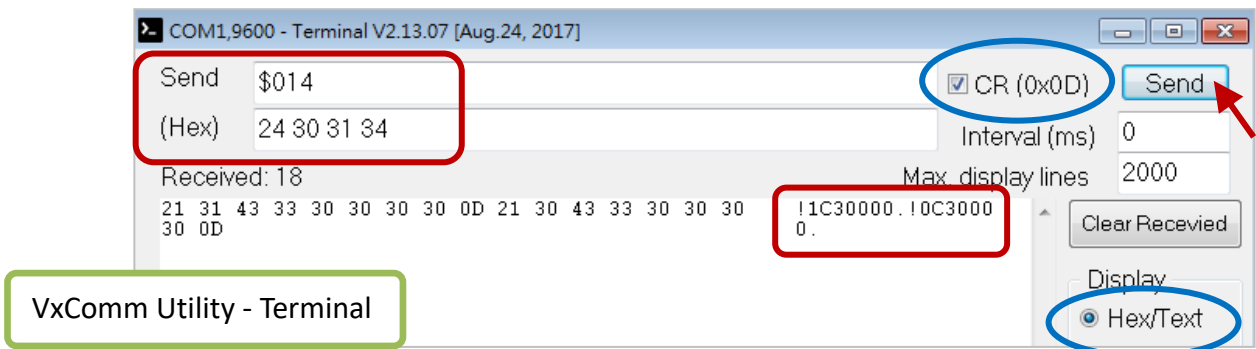 COM1,9600 - Terminal V2.13.07 [Aug.24, 2017]
Send $014 CR (0x0D) Send
(Hex) 24 30 31 34 Interval (ms) 0
Received: 18 Max. display lines 2000
21 31 43 33 30 30 30 30 0D 21 30 43 33 30 30 30 !1C30000.!0C3000
30 0D 0.
Clear Recevied
Display
Hex/Text
VxComm Utility - Terminal